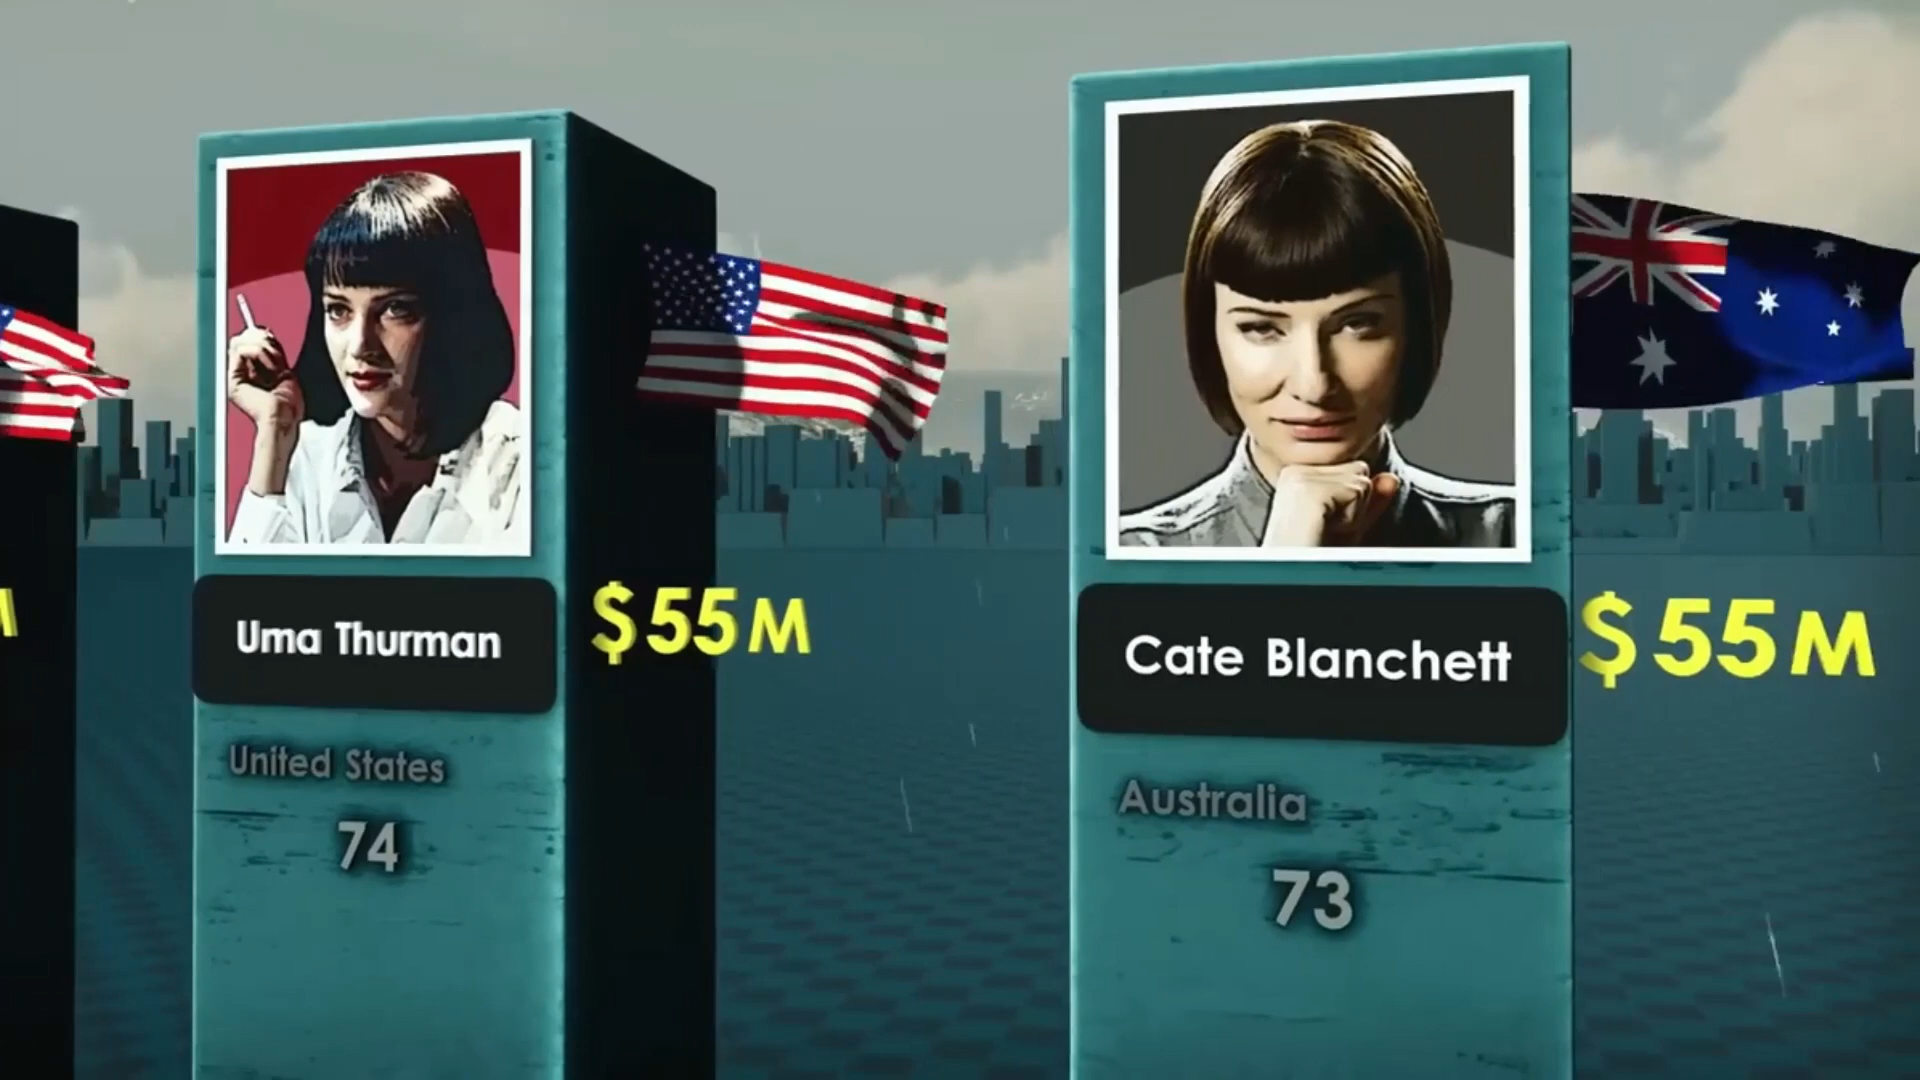 Uma Thurman
$55M
United States
74
Cate Blanchett
$55M
Australia
73